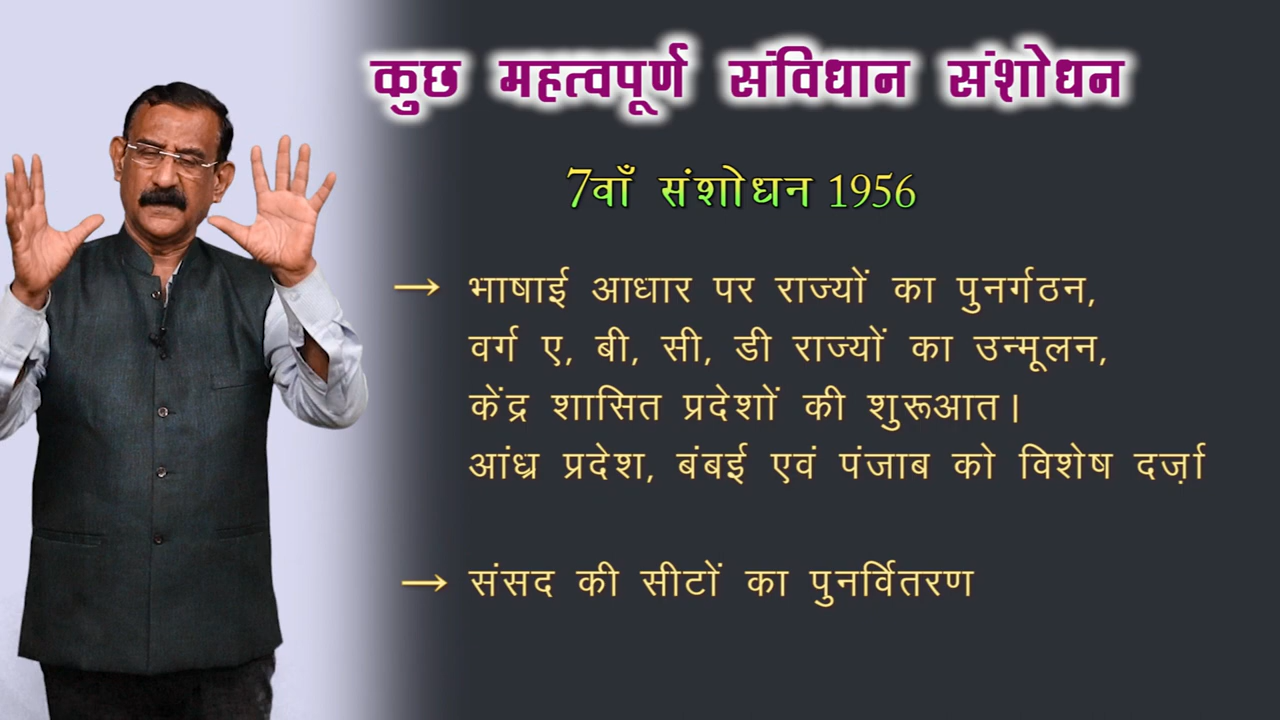 कुछ महत्वपूर्ण संविधान संशोधन
7वाँ संशोधन 1956
→ भाषाई आधार पर राज्यों का पुनर्गठन,
वर्ग ए, बी, सी, डी राज्यों का उन्मूलन,
केंद्र शासित प्रदेशों की शुरूआत।
आंध्र प्रदेश, बंबई एवं पंजाब को विशेष दर्ज़ा
→ संसद की सीटों का पुनर्वितरण